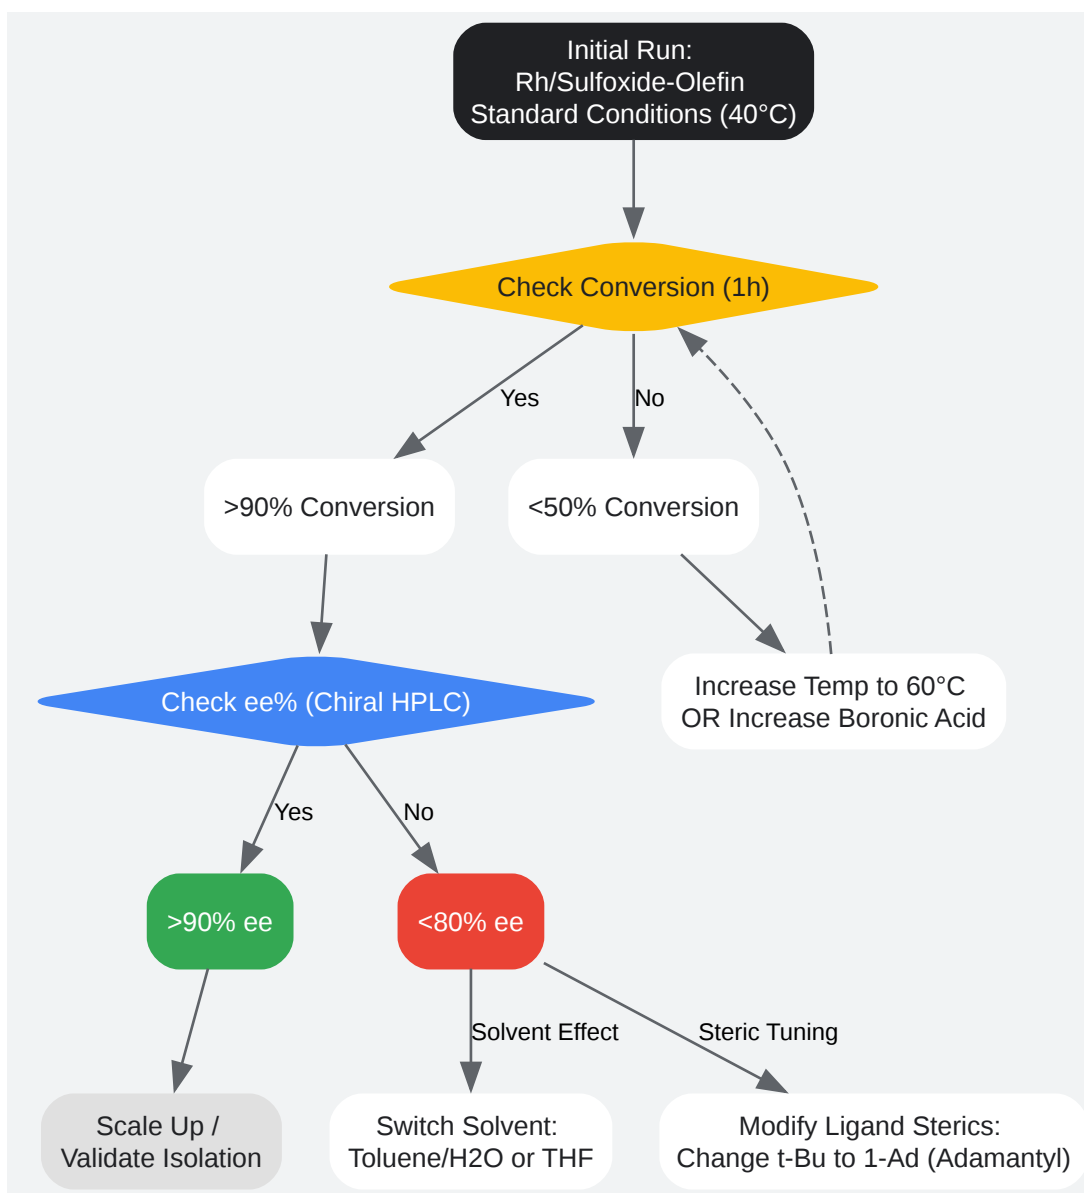 Initial Run:
Rh/Sulfoxide-Olefin
Standard Conditions (40°C)
Check Conversion (1h)
Yes
No
>90% Conversion
<50% Conversion
Check ee% (Chiral HPLC)
Increase Temp to 60°C
OR Increase Boronic Acid
Yes
No
>90% ee
<80% ee
Solvent Effect
Steric Tuning
Scale Up /
Validate Isolation
Switch Solvent:
Toluene/H2O or THF
Modify Ligand Sterics:
Change t-Bu to 1-Ad (Adamantyl)